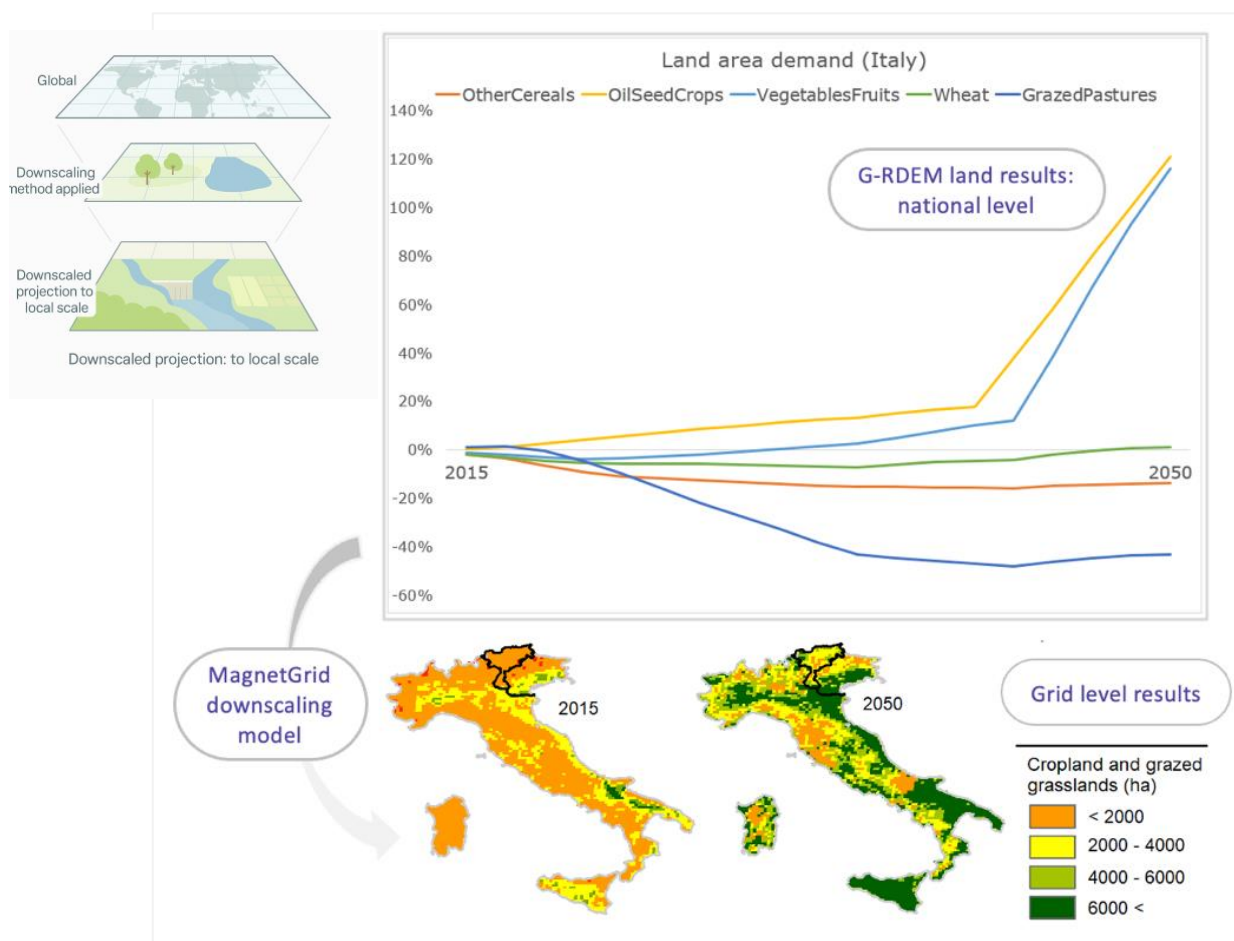 Global
Downscaling
method applied
Downscaled
projection to
local scale
Downscaled projection: to local scale
Land area demand (Italy)
OtherCereals OilSeedCrops VegetablesFruits Wheat GrazedPastures
140%
120%
100%
80%
60%
40%
20%
0%
-20%
-40%
-60%
2015
2050
G-RDEM land results:
national level
MagnetGrid
downscaling
model
2015
2050
Grid level results
Cropland and grazed
grasslands (ha)
< 2000
2000 - 4000
4000 - 6000
6000 <